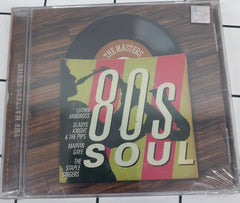 THE MASTERS SERIES
THE MASTERS
80s
SOUL
LUTHER
VANDROSS
GLADYS
KNIGHT
& THE PIPS
MARVIN
GAYE
THE
STAPLE
SINGERS